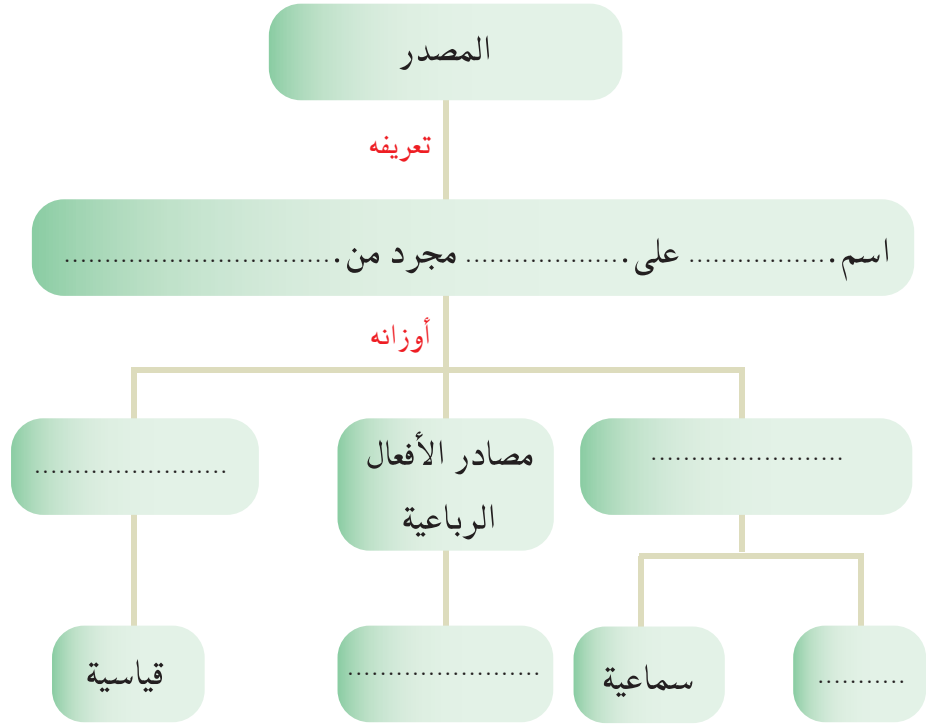 المصدر
تعريفه
اسم ................. على .................... مجرد من ..................................
أوزانه
........................
مصادر الأفعال
الرباعية
........................
...........
سماعية
........................
قياسية